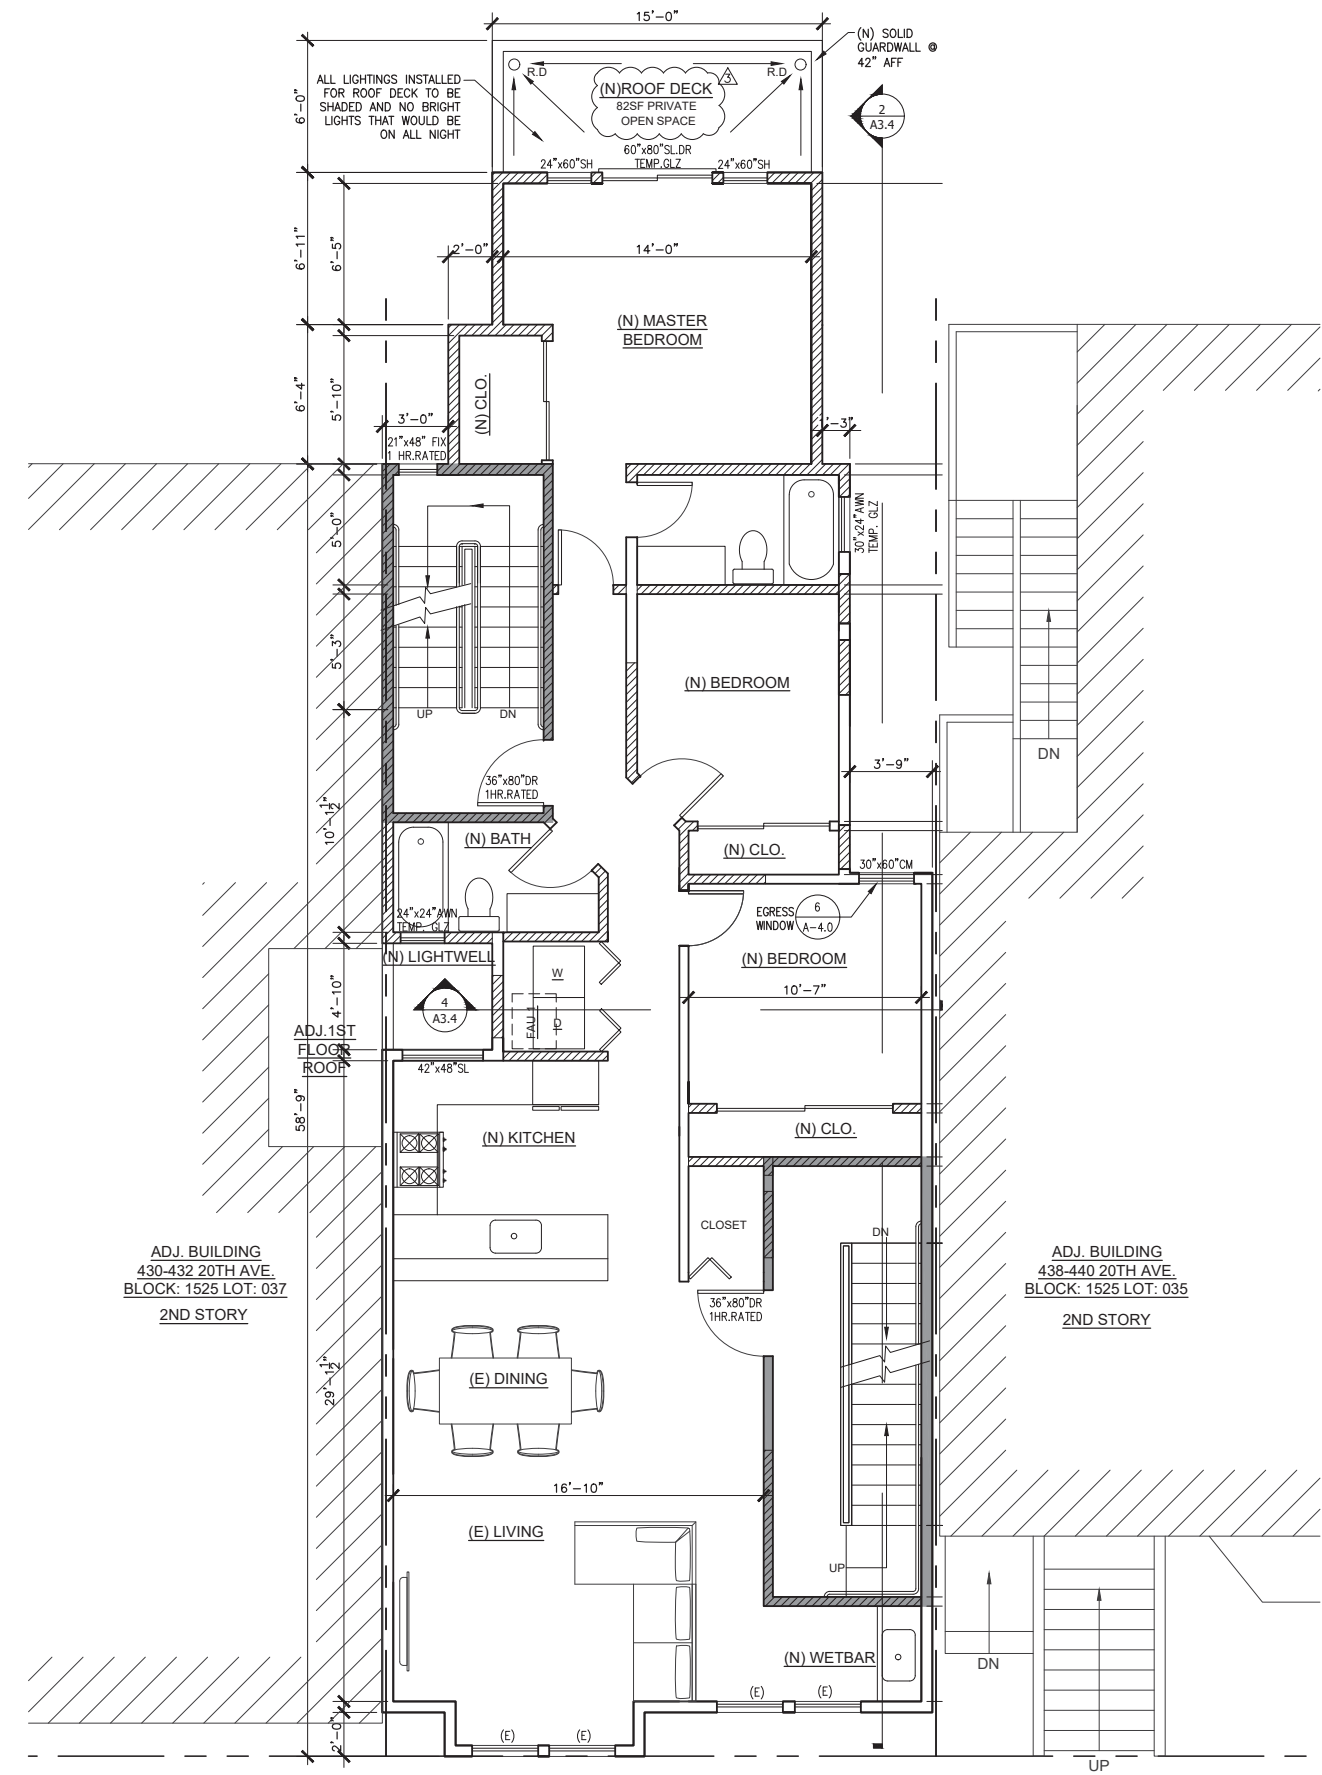 15'-0"
(N) SOLID
GUARDWALL @
42" AFF
ALL LIGHTINGS INSTALLED
FOR ROOF DECK TO BE
SHADED AND NO BRIGHT
LIGHTS THAT WOULD BE
ON ALL NIGHT
6'-0"
R.D
R.D
3
(N)ROOF DECK
82SF PRIVATE
OPEN SPACE
2
A3.4
60"x80"SL.DR
TEMP.GLZ
24"x60"SH
24"x60"SH
6'-11"
6'-5"
2'-0"
14'-0"
(N) MASTER
BEDROOM
6'-4"
5'-10"
(N) CLO.
3'-0"
21"x48" FIX
1 HR.RATED
1'-3"
30"x24"AWN
TEMP. GLZ
5'-0"
5'-3"
(N) BEDROOM
UP
DN
DN
3'-9"
36"x80"DR
1HR.RATED
10'-11 1/2"
(N) BATH
(N) CLO.
30"x60"CM
24"x24"AWN
TEMP. GLZ
EGRESS
WINDOW
6
A-4.0
(N) LIGHTWELL
(N) BEDROOM
W
4'-10"
4
A3.4
10'-7"
FAU 1
D
ADJ.1ST
FLOOR
ROOF
42"x48"SL
58'-9"
(N) KITCHEN
(N) CLO.
CLOSET
DN
ADJ. BUILDING
430-432 20TH AVE.
BLOCK: 1525 LOT: 037
2ND STORY
ADJ. BUILDING
438-440 20TH AVE.
BLOCK: 1525 LOT: 035
2ND STORY
36"x80"DR
1HR.RATED
29'-11 1/2"
(E) DINING
16'-10"
(E) LIVING
UP
(N) WETBAR
DN
(E)
(E)
(E)
(E)
2'-0"
UP